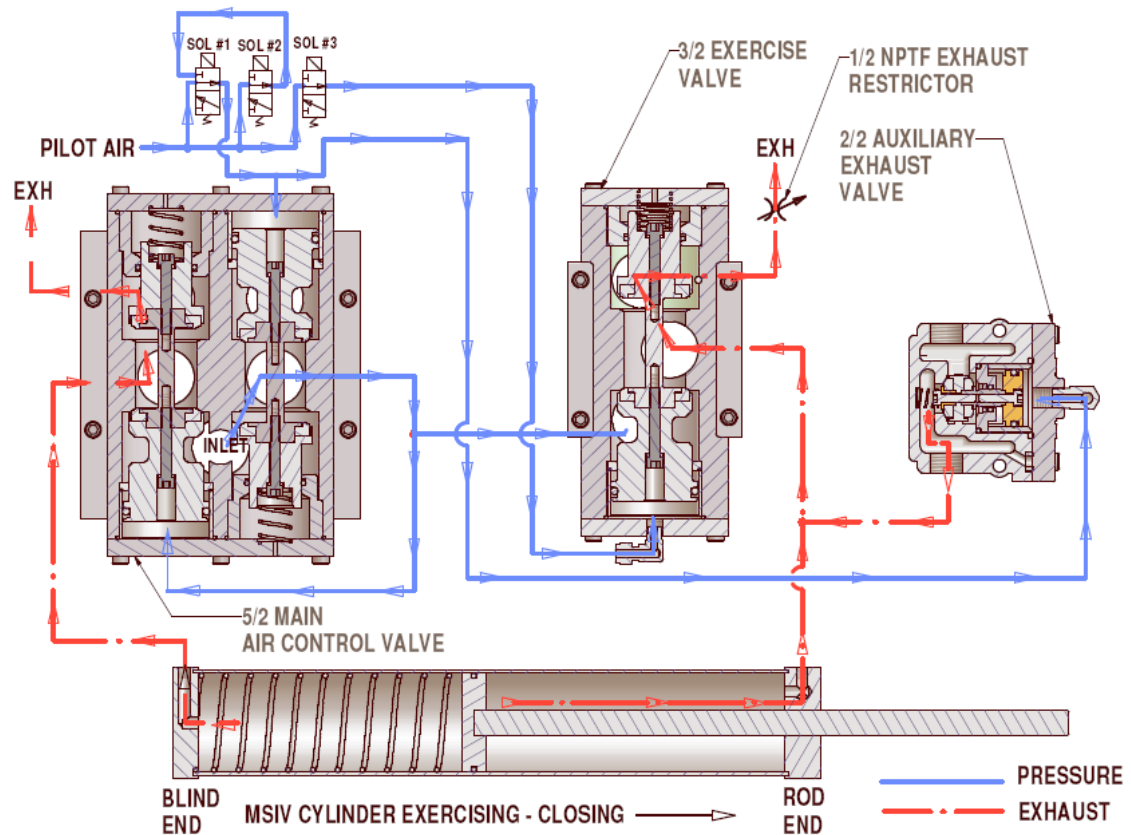 SOL #1
SOL #2
SOL #3
3/2 EXERCISE
VALVE
1/2 NPTF EXHAUST
RESTRICTOR
2/2 AUXILIARY
EXHAUST
VALVE
PILOT AIR
EXH
EXH
INLET
5/2 MAIN
AIR CONTROL VALVE
BLIND
END
MSIV CYLINDER EXERCISING - CLOSING
ROD
END
PRESSURE
EXHAUST